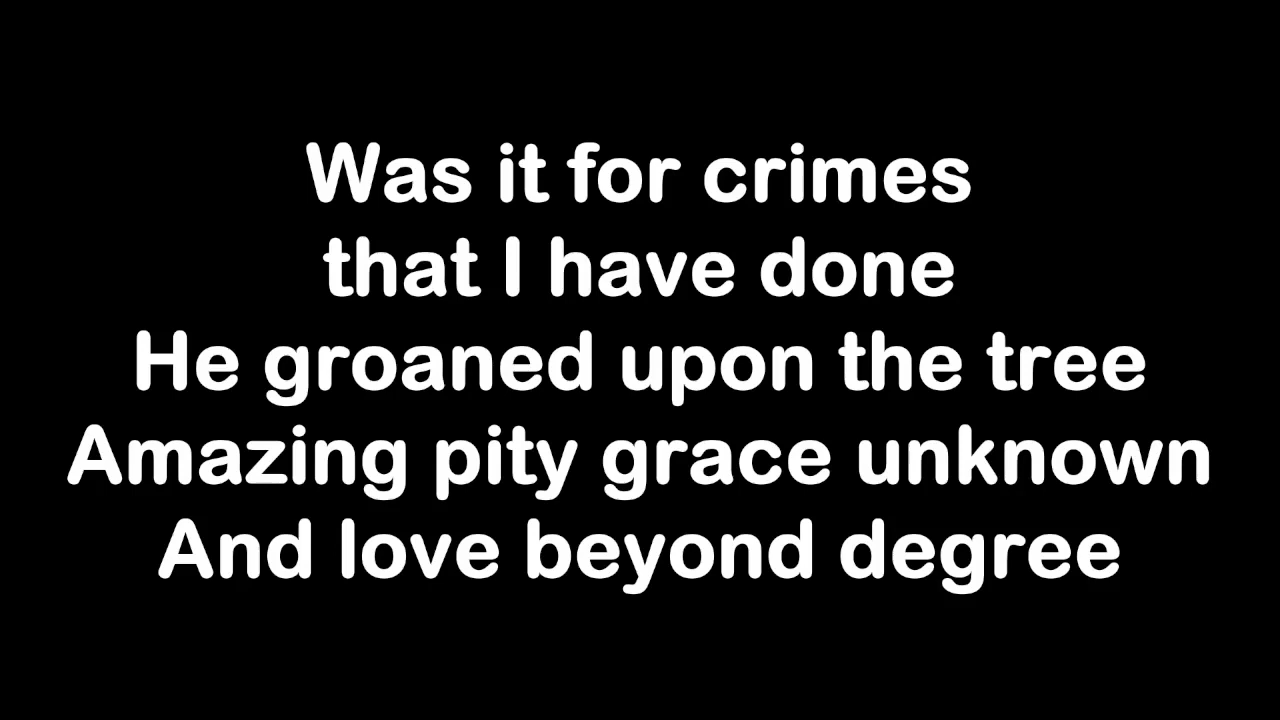 Was it for crimes
that I have done
He groaned upon the tree
Amazing pity grace unknown
And love beyond degree